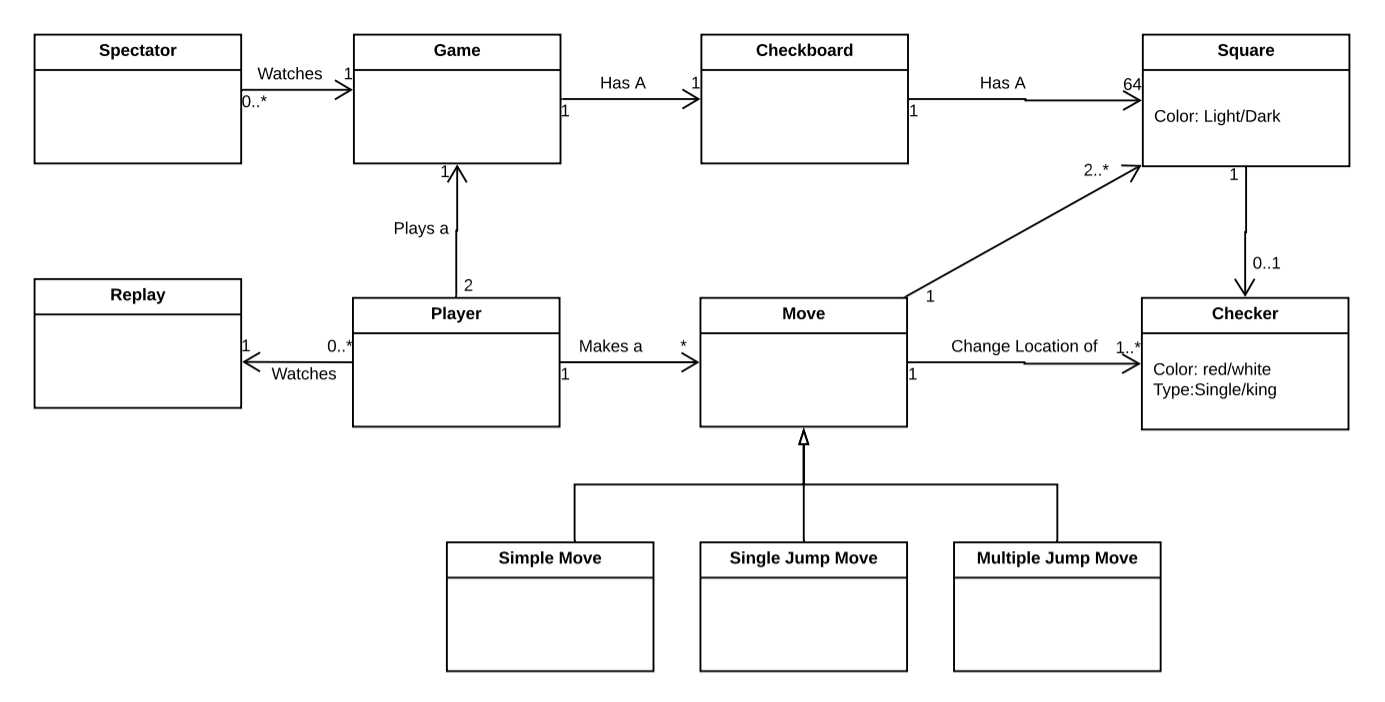 Spectator
Game
Checkboard
Square
Watches
1
0..*
Has A
1
1
Has A
64
1
Color: Light/Dark
1
2..*
1
Plays a
2
0..1
Replay
Player
Move
Checker
1
1
0..*
Watches
Makes a
*
1
Change Location of
1..*
1
Color: red/white
Type:Single/king
Simple Move
Single Jump Move
Multiple Jump Move